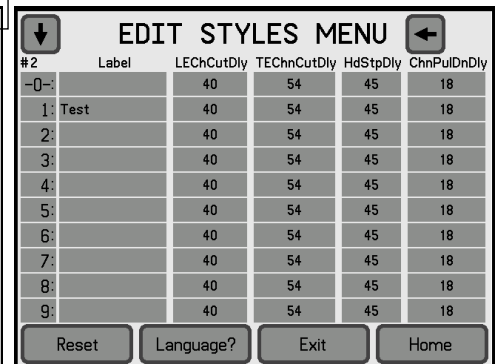 EDIT STYLES MENU
#2 Label LEChCutDly TEChnCutDly HdStpDly ChnPulDnDly
-0-: 40 54 45 18
1: Test 40 54 45 18
2: 40 54 45 18
3: 40 54 45 18
4: 40 54 45 18
5: 40 54 45 18
6: 40 54 45 18
7: 40 54 45 18
8: 40 54 45 18
9: 40 54 45 18
Reset Language? Exit Home